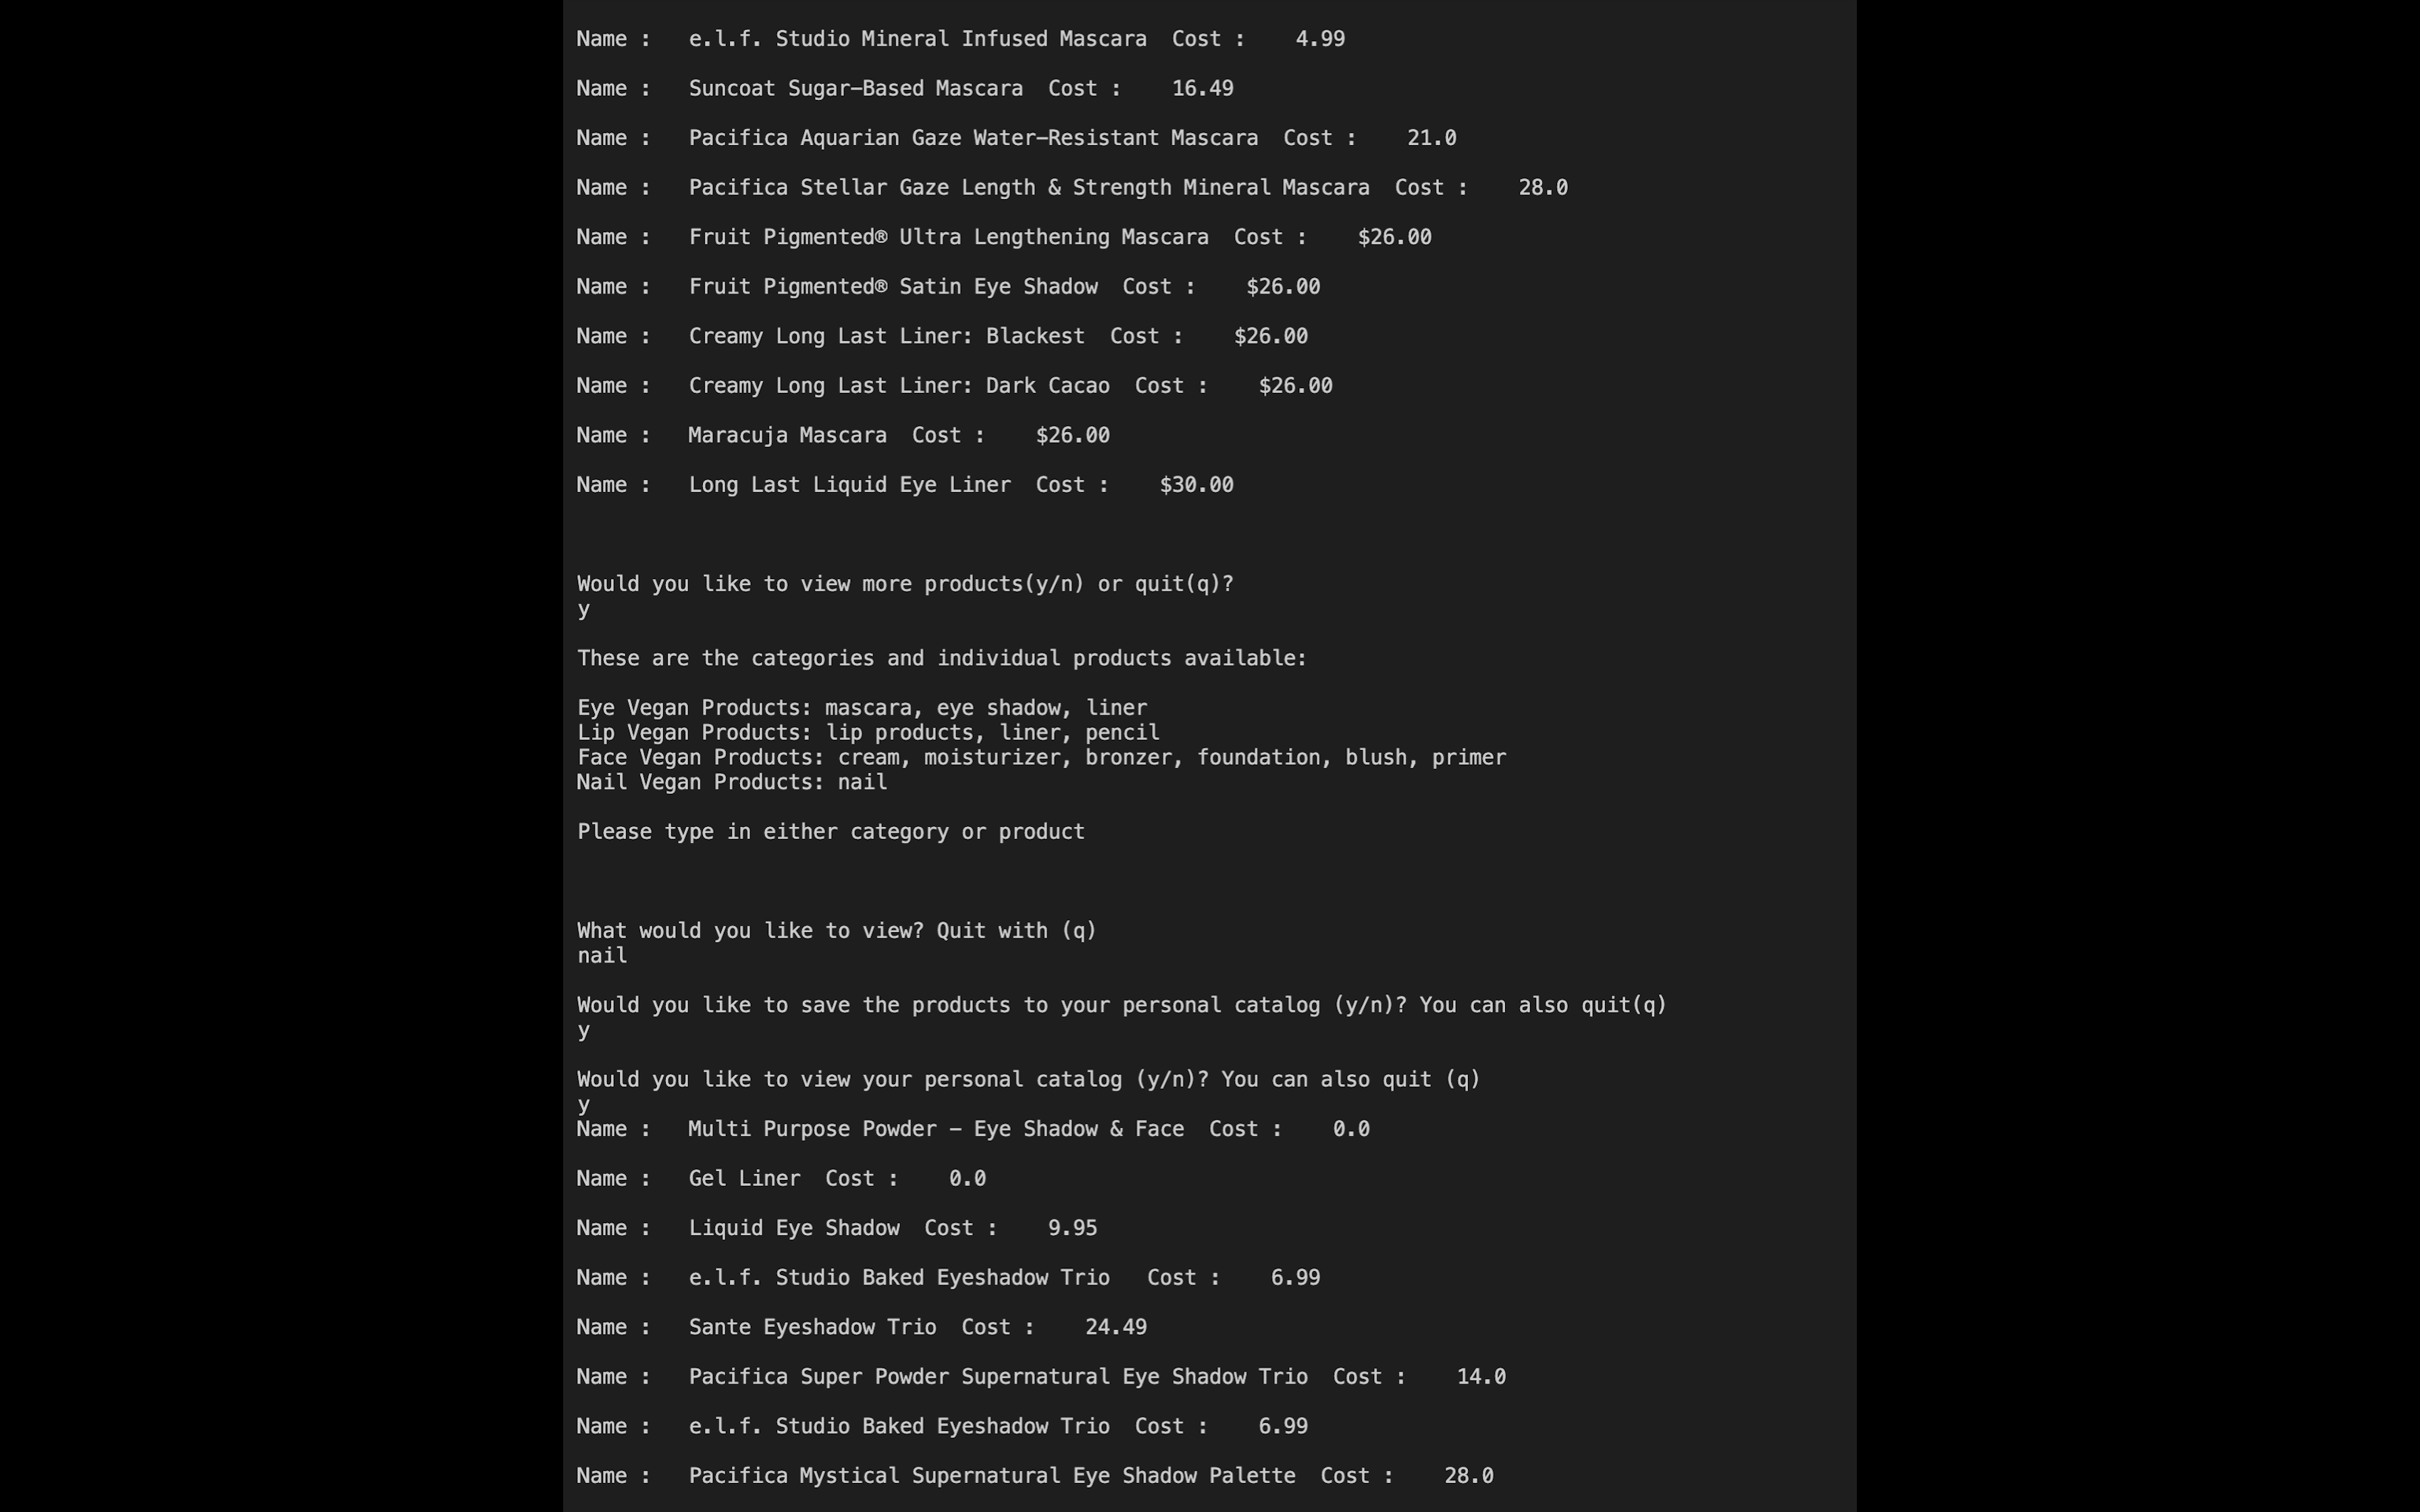 Name :   e.l.f. Studio Mineral Infused Mascara  Cost :    4.99
Name :   Suncoat Sugar-Based Mascara  Cost :    16.49
Name :   Pacifica Aquarian Gaze Water-Resistant Mascara  Cost :    21.0
Name :   Pacifica Stellar Gaze Length & Strength Mineral Mascara  Cost :    28.0
Name :   Fruit Pigmented® Ultra Lengthening Mascara  Cost :    $26.00
Name :   Fruit Pigmented® Satin Eye Shadow  Cost :    $26.00
Name :   Creamy Long Last Liner: Blackest  Cost :    $26.00
Name :   Creamy Long Last Liner: Dark Cacao  Cost :    $26.00
Name :   Maracuja Mascara  Cost :    $26.00
Name :   Long Last Liquid Eye Liner  Cost :    $30.00
Would you like to view more products(y/n) or quit(q)?
y
These are the categories and individual products available:
Eye Vegan Products: mascara, eye shadow, liner
Lip Vegan Products: lip products, liner, pencil
Face Vegan Products: cream, moisturizer, bronzer, foundation, blush, primer
Nail Vegan Products: nail
Please type in either category or product
What would you like to view? Quit with (q)
nail
Would you like to save the products to your personal catalog (y/n)? You can also quit(q)
y
Would you like to view your personal catalog (y/n)? You can also quit (q)
y
Name :   Multi Purpose Powder - Eye Shadow & Face  Cost :    0.0
Name :   Gel Liner  Cost :    0.0
Name :   Liquid Eye Shadow  Cost :    9.95
Name :   e.l.f. Studio Baked Eyeshadow Trio   Cost :    6.99
Name :   Sante Eyeshadow Trio  Cost :    24.49
Name :   Pacifica Super Powder Supernatural Eye Shadow Trio  Cost :    14.0
Name :   e.l.f. Studio Baked Eyeshadow Trio  Cost :    6.99
Name :   Pacifica Mystical Supernatural Eye Shadow Palette  Cost :    28.0